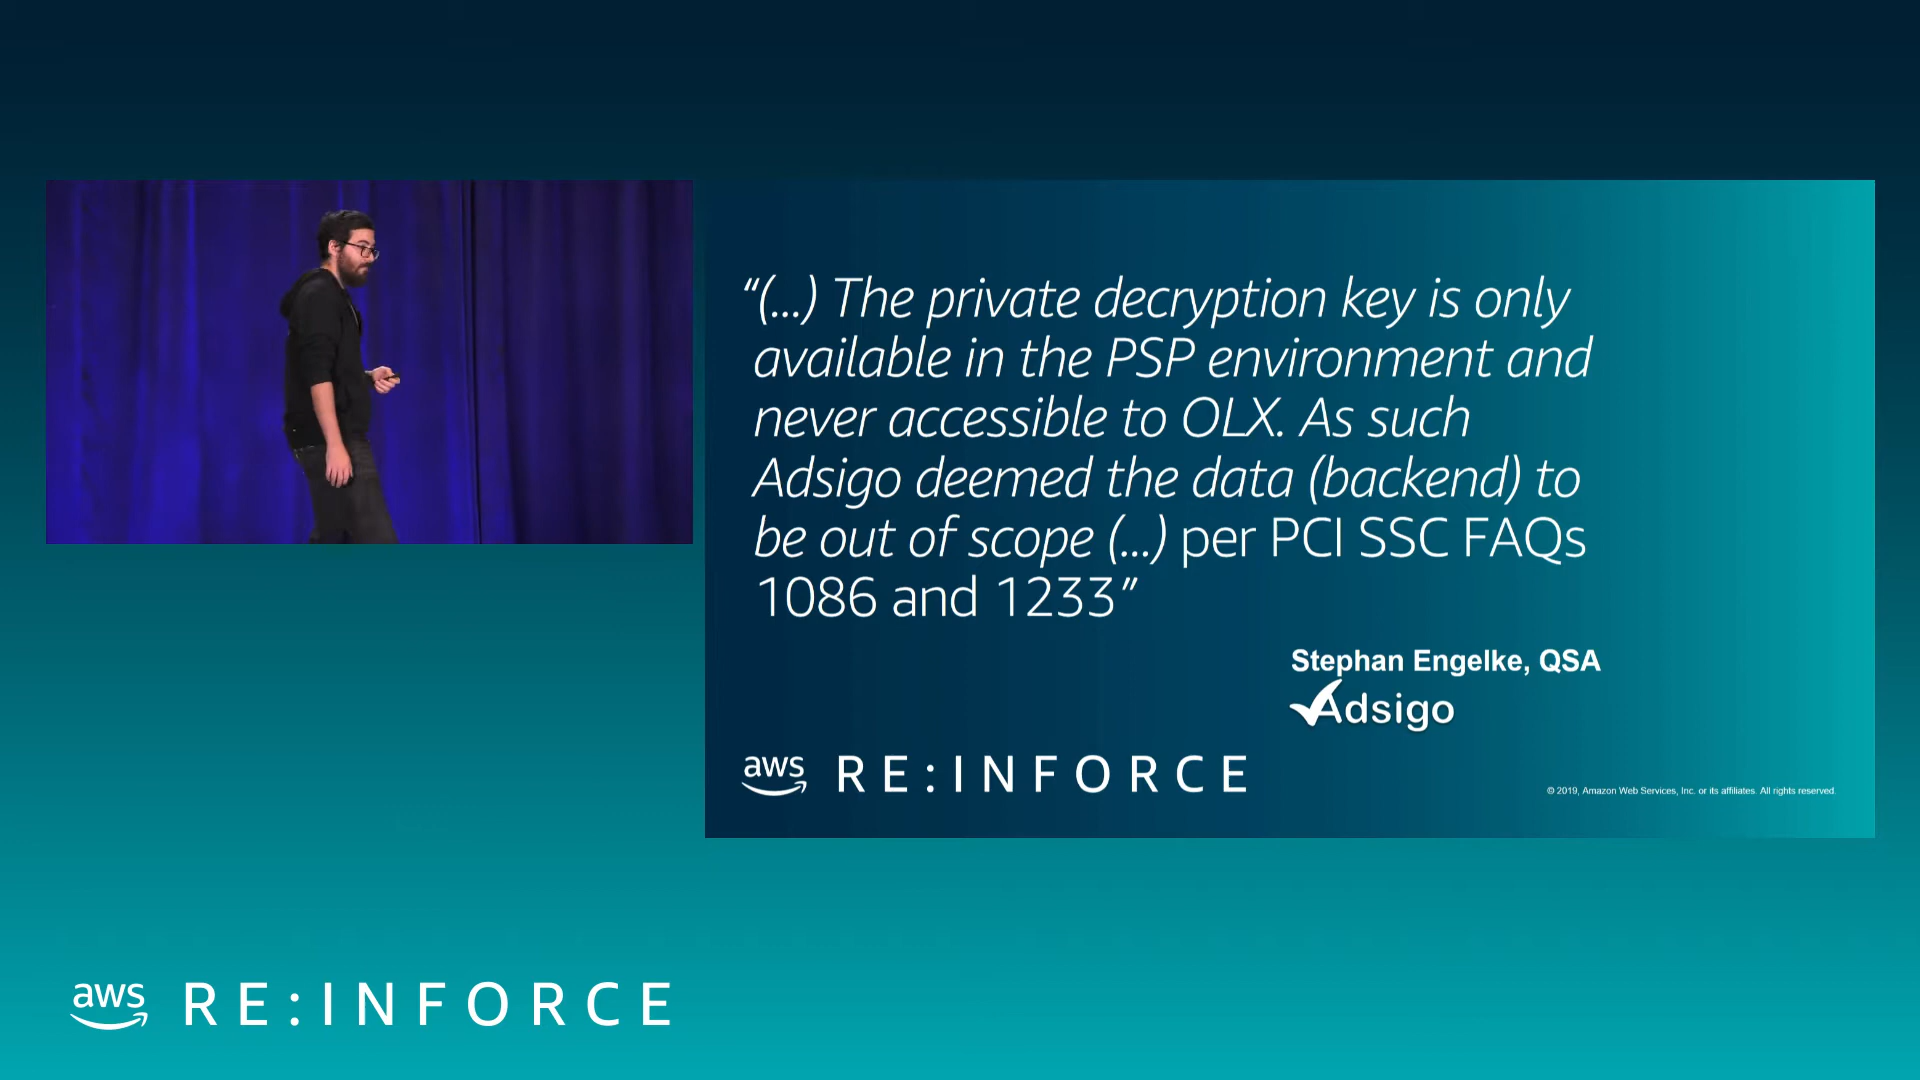 “(...) The private decryption key is only
available in the PSP environment and
never accessible to OLX. As such
Adsigo deemed the data (backend) to
be out of scope (...) per PCI SSC FAQs
1086 and 1233”
Stephan Engelke, QSA
Adsigo
aws RE:INFORCE
© 2019, Amazon Web Services, Inc. or its affiliates. All rights reserved.
aws RE:INFORCE